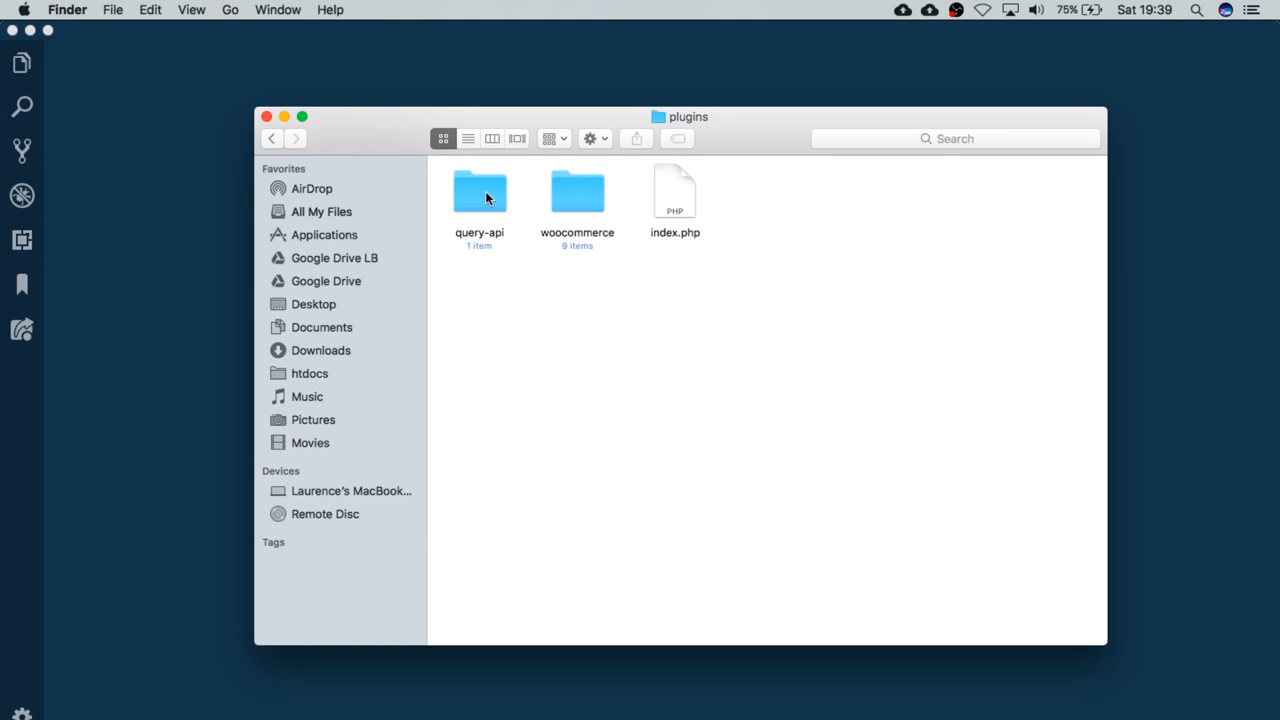 Finder File Edit View Go Window Help 75% Sat 19:39
plugins
Search
Favorites
AirDrop
All My Files
Applications
Google Drive LB
Google Drive
Desktop
Documents
Downloads
htdocs
Music
Pictures
Movies
Devices
Laurence's MacBook...
Remote Disc
Tags
PHP
query-api woocommerce index.php
1 item 9 items